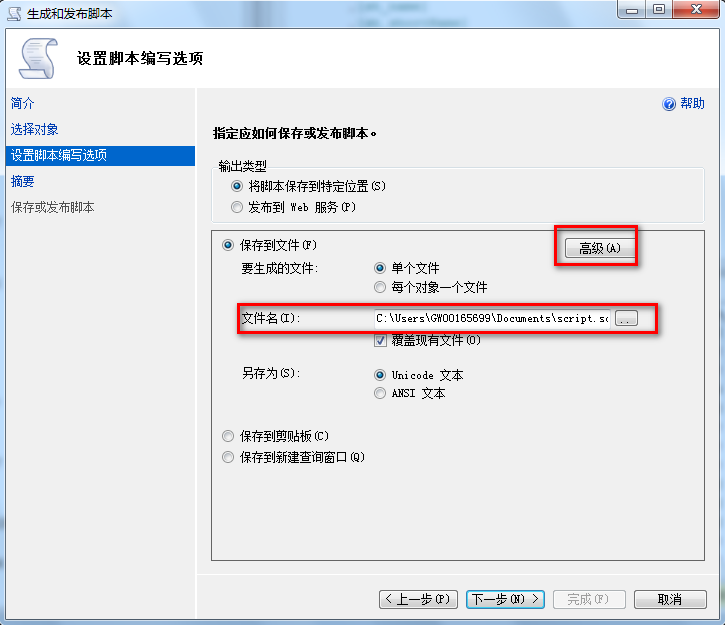 生成和发布脚本
设置脚本编写选项
简介
选择对象
设置脚本编写选项
摘要
保存或发布脚本
帮助
指定应如何保存或发布脚本。
输出类型
将脚本保存到特定位置(S)
发布到 Web 服务(P)
保存到文件(F)
高级(A)
要生成的文件:
单个文件
每个对象一个文件
文件名(I):
C:\Users\GW00165699\Documents\script.sc
..
覆盖现有文件(O)
另存为(S):
Unicode 文本
ANSI 文本
保存到剪贴板(C)
保存到新建查询窗口(Q)
< 上一步(P)
下一步(N) >
完成(F)
取消